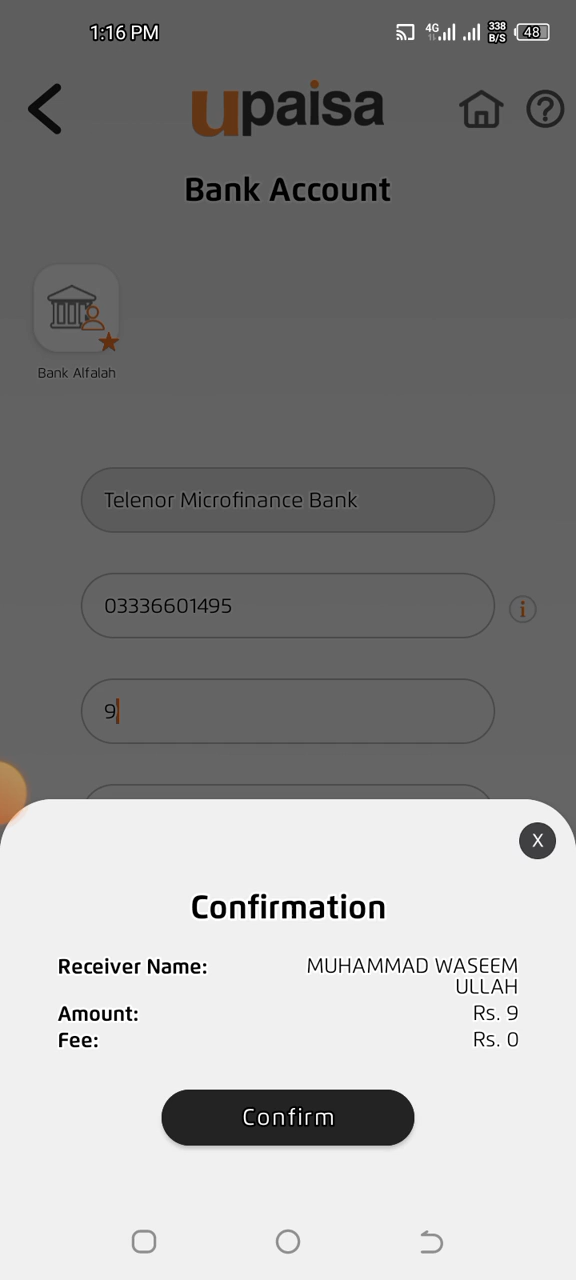 1:16 PM
4G
338
B/S
48
upaisa
Bank Account
Bank Alfalah
Telenor Microfinance Bank
03336601495
i
9
X
Confirmation
Receiver Name: MUHAMMAD WASEEM
ULLAH
Amount: Rs. 9
Fee: Rs. 0
Confirm